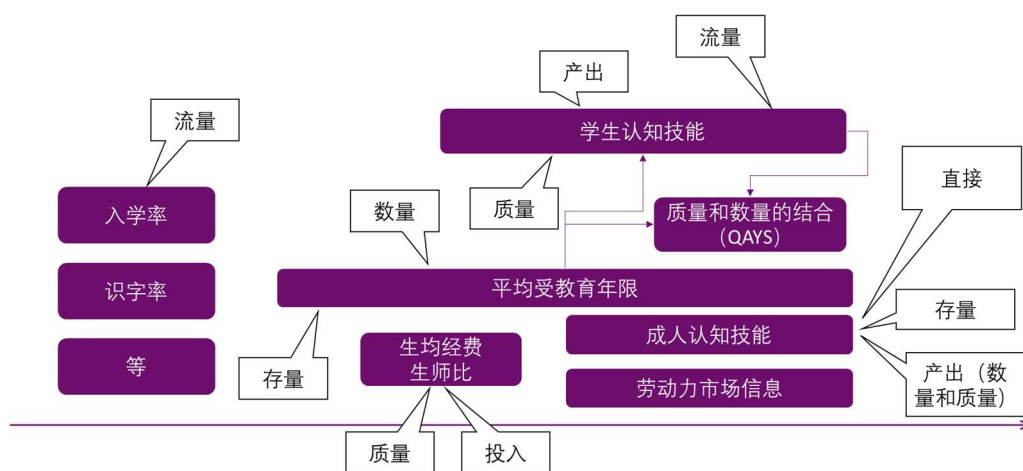 流量
产出
学生认知技能
流量
直接
入学率
数量
质量
质量和数量的结合
（QAYS）
识字率
平均受教育年限
存量
成人认知技能
等
存量
生均经费
生师比
产出（数
量和质量）
劳动力市场信息
质量
投入